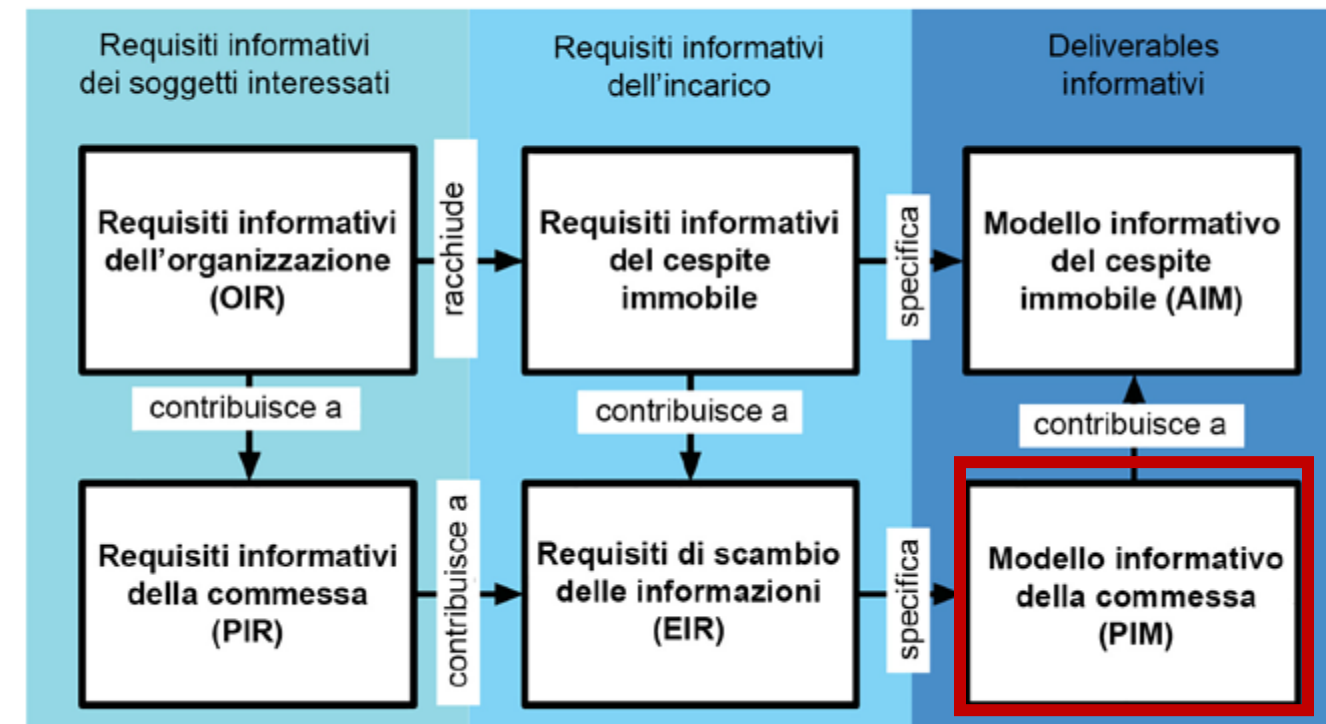 Requisiti informativi
dei soggetti interessati
Requisiti informativi
dell'incarico
Deliverables
informativi
Requisiti informativi
dell'organizzazione
(OIR)
racchiude
Requisiti informativi
del cespite
immobile
specifica
Modello informativo
del cespite
immobile (AIM)
contribuisce a
contribuisce a
contribuisce a
Requisiti informativi
della commessa
(PIR)
contribuisce a
Requisiti di scambio
delle informazioni
(EIR)
specifica
Modello informativo
della commessa
(PIM)